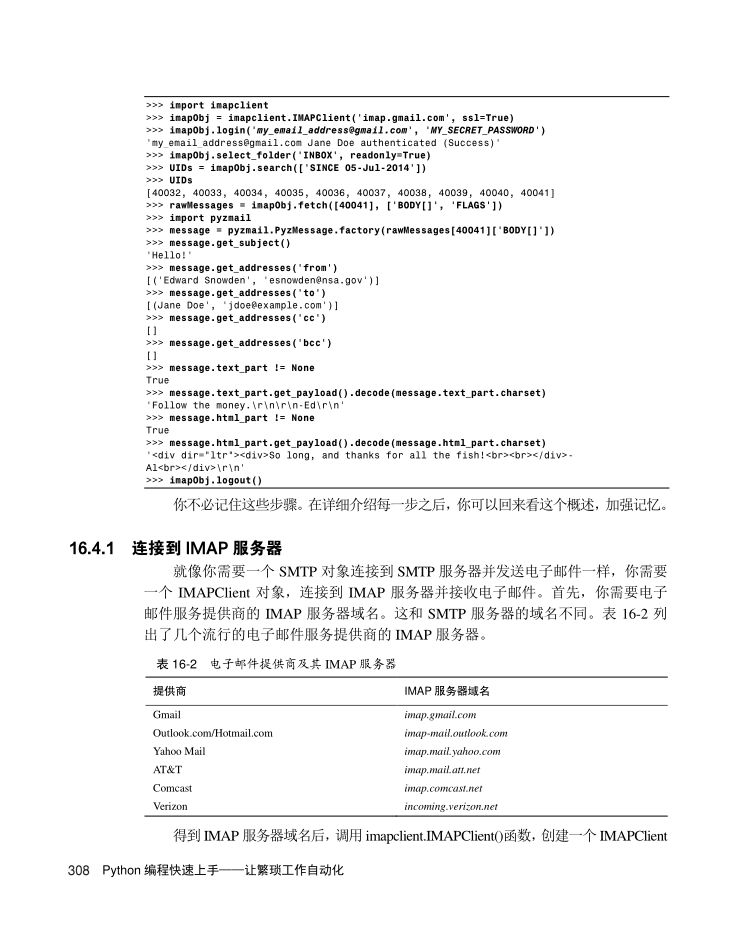 >>> import imapclient
>>> imapObj = imapclient.IMAPClient('imap.gmail.com', ssl=True)
>>> imapObj.login('my_email_address@gmail.com', 'MY_SECRET_PASSWORD')
'my_email_address@gmail.com Jane Doe authenticated (Success)'
>>> imapObj.select_folder('INBOX', readonly=True)
>>> UIDs = imapObj.search(['SINCE 05-Jul-2014'])
>>> UIDs
[40032, 40033, 40034, 40035, 40036, 40037, 40038, 40039, 40040, 40041]
>>> rawMessages = imapObj.fetch([40041], ['BODY[]', 'FLAGS'])
>>> import pyzmail
>>> message = pyzmail.PyzMessage.factory(rawMessages[40041]['BODY[]'])
>>> message.get_subject()
'Hello!'
>>> message.get_addresses('from')
[('Edward Snowden', 'esnowden@nsa.gov')]
>>> message.get_addresses('to')
[(Jane Doe', 'jdoe@example.com')]
>>> message.get_addresses('cc')
[]
>>> message.get_addresses('bcc')
[]
>>> message.text_part != None
True
>>> message.text_part.get_payload().decode(message.text_part.charset)
'Follow the money.\r\n\r\n-Ed\r\n'
>>> message.html_part != None
True
>>> message.html_part.get_payload().decode(message.html_part.charset)
'<div dir="ltr"><div>So long, and thanks for all the fish!<br><br></div>-
Al<br></div>\r\n'
>>> imapObj.logout()
你不必记住这些步骤。在详细介绍每一步之后，你可以回来看这个概述，加强记忆。
16.4.1 连接到 IMAP 服务器
就像你需要一个 SMTP 对象连接到 SMTP 服务器并发送电子邮件一样，你需要
一个 IMAPClient 对象，连接到 IMAP 服务器并接收电子邮件。首先，你需要电子
邮件服务提供商的 IMAP 服务器域名。这和 SMTP 服务器的域名不同。表 16-2 列
出了几个流行的电子邮件服务提供商的 IMAP 服务器。
表 16-2 电子邮件提供商及其 IMAP 服务器
提供商 IMAP 服务器域名
Gmail imap.gmail.com
Outlook.com/Hotmail.com imap-mail.outlook.com
Yahoo Mail imap.mail.yahoo.com
AT&T imap.mail.att.net
Comcast imap.comcast.net
Verizon incoming.verizon.net
得到 IMAP 服务器域名后，调用 imapclient.IMAPClient()函数，创建一个 IMAPClient
308 Python 编程快速上手——让繁琐工作自动化